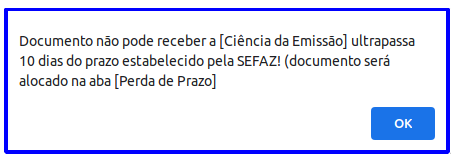 Documento não pode receber a [Ciência da Emissão] ultrapassa
10 dias do prazo estabelecido pela SEFAZ! (documento será
alocado na aba [Perda de Prazo]
OK